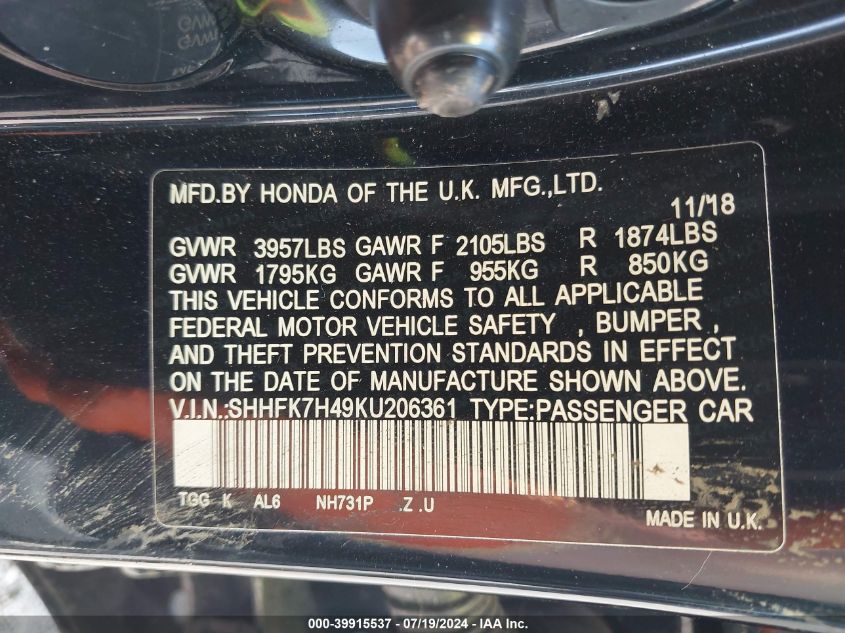 MFD.BY HONDA OF THE U.K. MFG.,LTD.
11/18
GVWR 3957LBS GAWR F 2105LBS R 1874LBS
GVWR 1795KG GAWR F 955KG R 850KG
THIS VEHICLE CONFORMS TO ALL APPLICABLE
FEDERAL MOTOR VEHICLE SAFETY , BUMPER ,
AND THEFT PREVENTION STANDARDS IN EFFECT
ON THE DATE OF MANUFACTURE SHOWN ABOVE.
V.I.N.:SHHFK7H49KU206361 TYPE:PASSENGER CAR
TGG K AL6 NH731P .Z .U
MADE IN U.K.
000-39915537 - 07/19/2024 - IAA Inc.